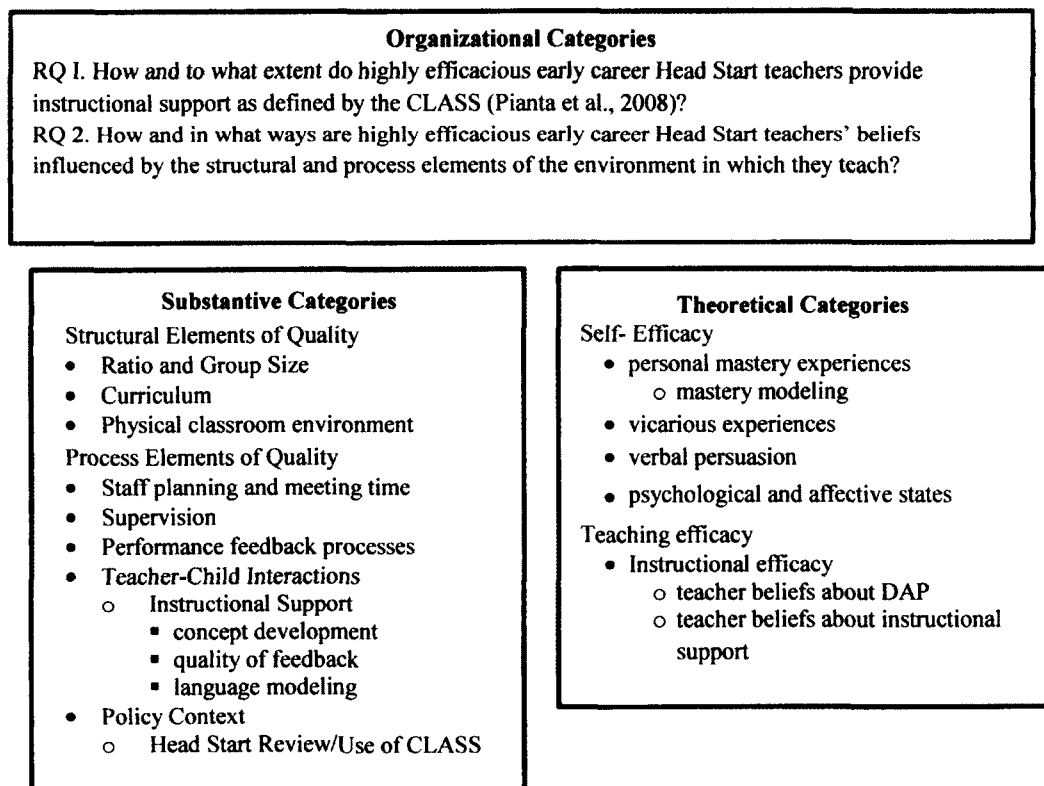 Organizational Categories
RQ I. How and to what extent do highly efficacious early career Head Start teachers provide
instructional support as defined by the CLASS (Pianta et al., 2008)?
RQ 2. How and in what ways are highly efficacious early career Head Start teachers’ beliefs
influenced by the structural and process elements of the environment in which they teach?
Substantive Categories
Structural Elements of Quality
• Ratio and Group Size
• Curriculum
• Physical classroom environment
Process Elements of Quality
• Staff planning and meeting time
• Supervision
• Performance feedback processes
• Teacher-Child Interactions
o Instructional Support
▪ concept development
▪ quality of feedback
▪ language modeling
• Policy Context
o Head Start Review/Use of CLASS
Theoretical Categories
Self- Efficacy
• personal mastery experiences
o mastery modeling
• vicarious experiences
• verbal persuasion
• psychological and affective states
Teaching efficacy
• Instructional efficacy
o teacher beliefs about DAP
o teacher beliefs about instructional
support